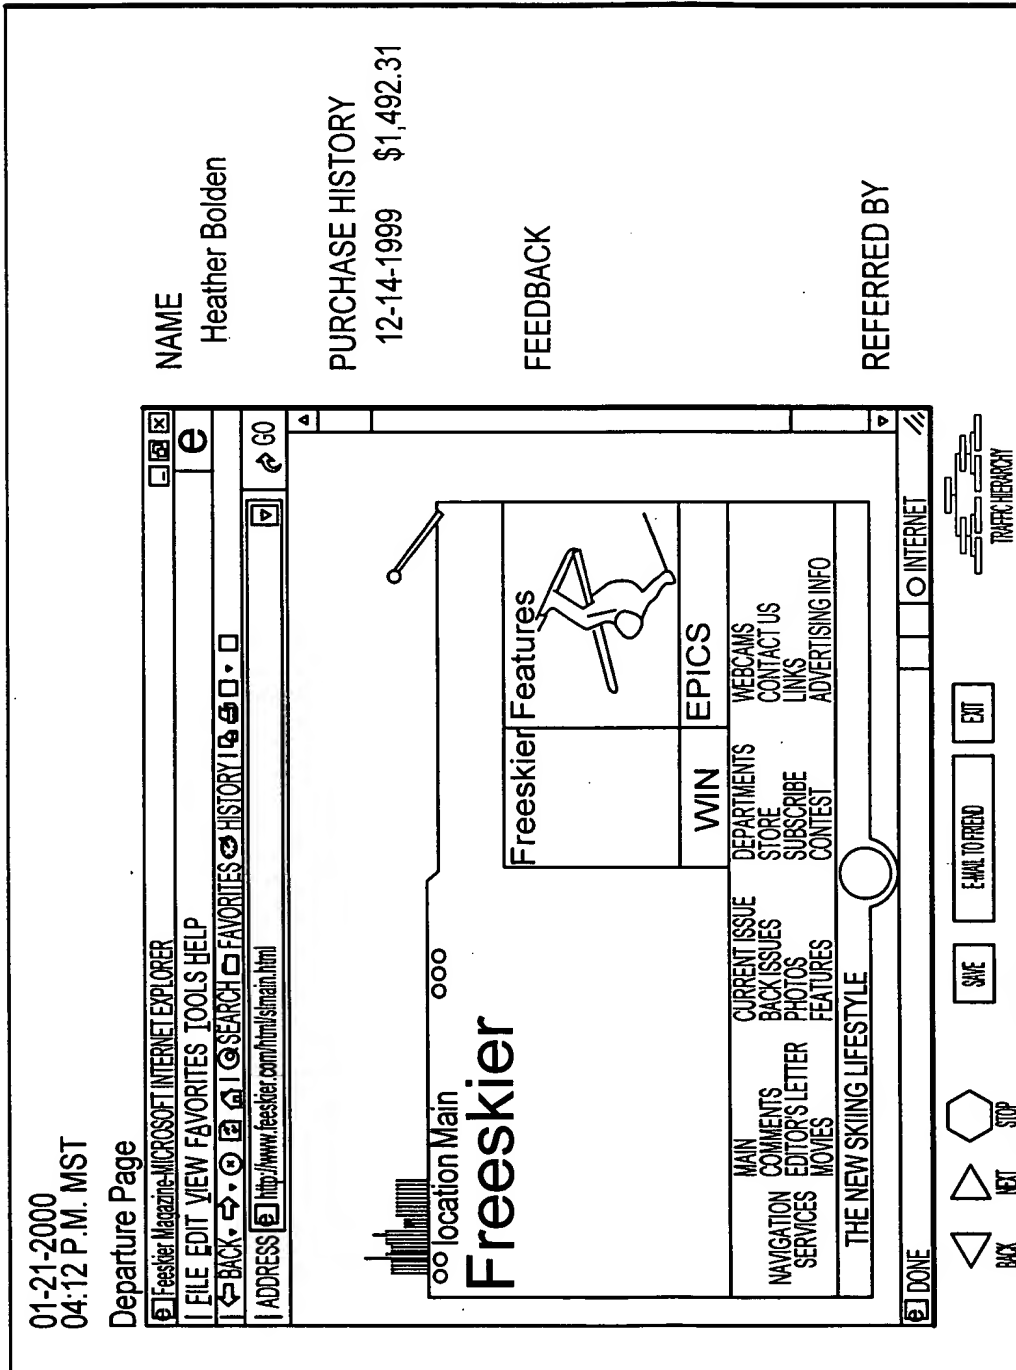 01-21-2000
04:12 P.M. MST
Departure Page
e Feeskier Magazine-MICROSOFT INTERNET EXPLORER
FILE EDIT VIEW FAVORITES TOOLS HELP
e
BACK SEARCH FAVORITES HISTORY
ADDRESS e http://www.feeskier.com/html/slmain.html GO
location Main
Freeskier
Freeskier Features
WIN EPICS
NAVIGATION
SERVICES
MAIN
COMMENTS
EDITOR'S LETTER
MOVIES
CURRENT ISSUE
BACK ISSUES
PHOTOS
FEATURES
DEPARTMENTS
STORE
SUBSCRIBE
CONTEST
WEBCAMS
CONTACT US
LINKS
ADVERTISING INFO
THE NEW SKIING LIFESTYLE
e DONE INTERNET
BACK NEXT STOP SAVE E-MAIL TO FRIEND EXIT TRAFFIC HIERARCHY
NAME
Heather Bolden
PURCHASE HISTORY
12-14-1999 $1,492.31
FEEDBACK
REFERRED BY